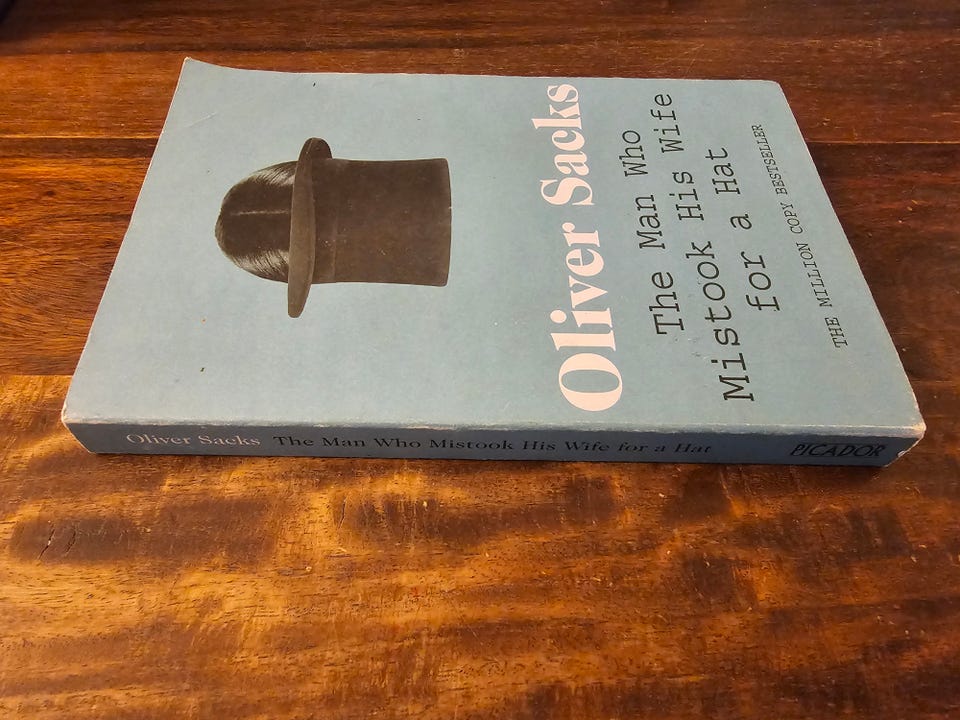 Oliver Sacks
The Man Who
Mistook His Wife
for a Hat
THE MILLION COPY BESTSELLER
Oliver Sacks The Man Who Mistook His Wife for a Hat PICADOR